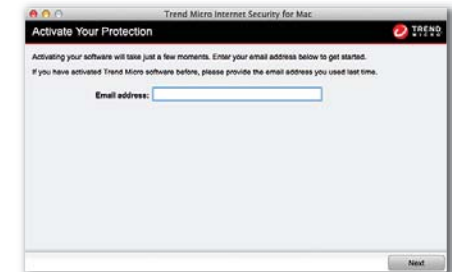 Trend Micro Internet Security for Mac
Activate Your Protection
TREND
MICRO
Activating your software will take just a few moments. Enter your email address below to get started.
If you have activated Trend Micro software before, please provide the email address you used last time.
Email address:
Next